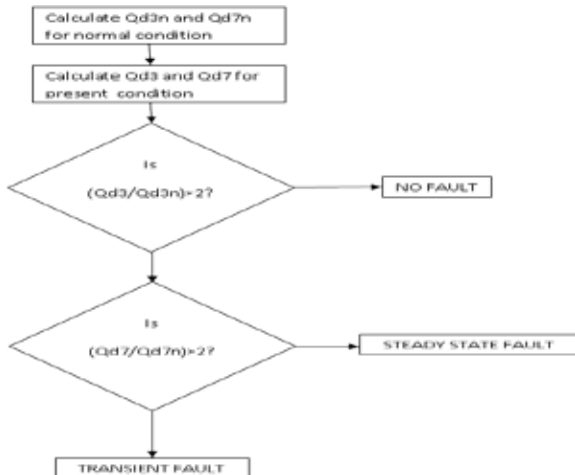 Calculate Qd3n and Qd7n
for normal condition
Calculate Qd3 and Qd7 for
present condition
Is
(Qd3/Qd3n)>2?
NO FAULT
Is
(Qd7/Qd7n)>2?
STEADY STATE FAULT
TRANSIENT FAULT